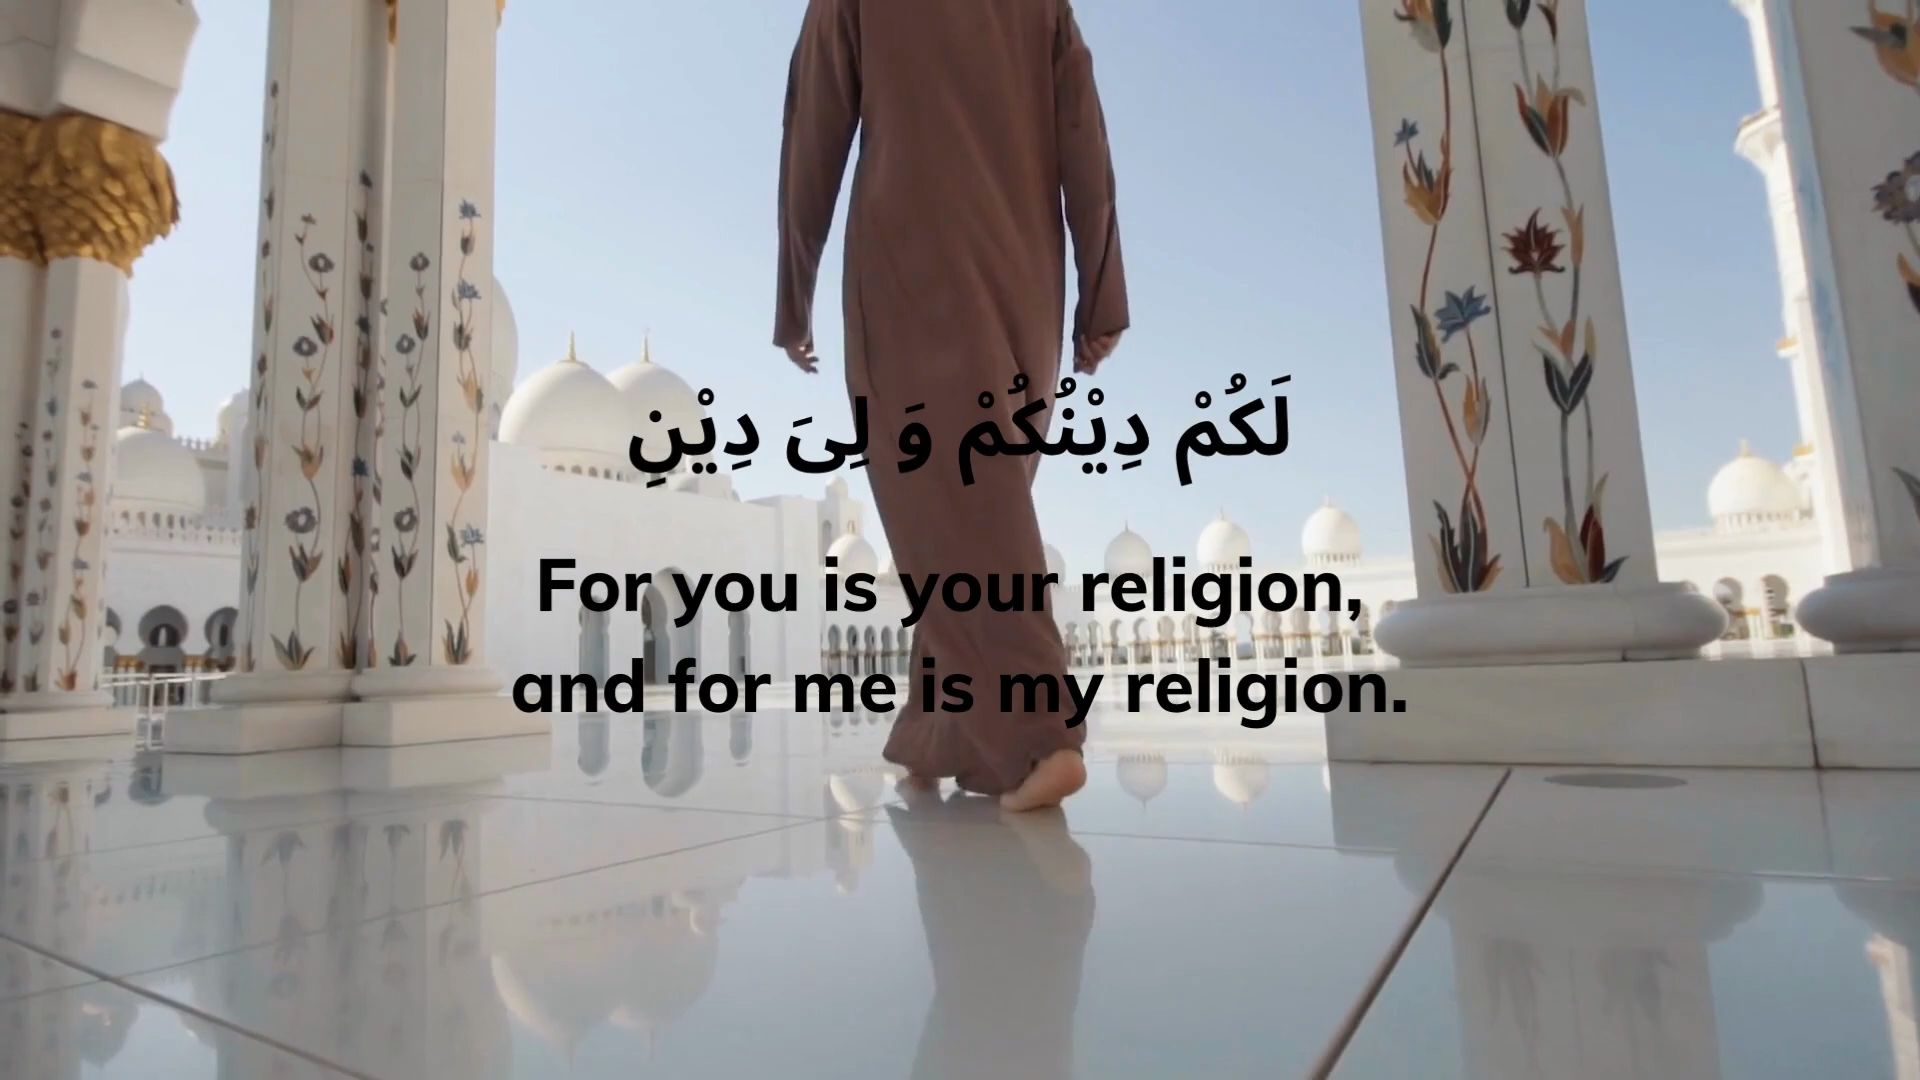 لَكُمْ دِيْنُكُمْ وَ لِىَ دِيْنِ
For you is your religion,
and for me is my religion.